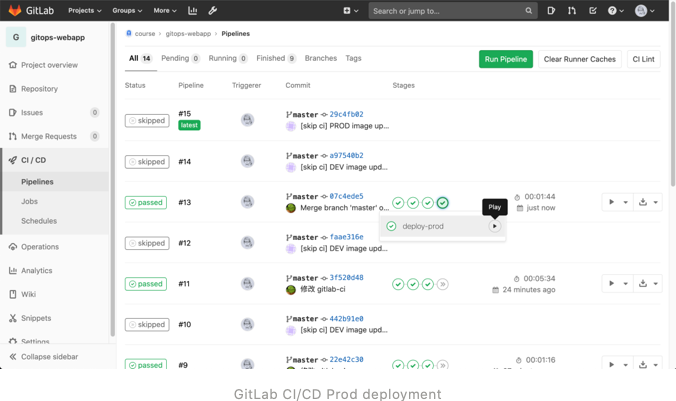 GitLab Projects Groups More Search or jump to...
G gitops-webapp
course › gitops-webapp › Pipelines
Project overview
Repository
Issues 0
Merge Requests 0
CI / CD
Pipelines
Jobs
Schedules
Operations
Analytics
Wiki
Snippets
Settings
Collapse sidebar
All 14 Pending 0 Running 0 Finished 9 Branches Tags
Run Pipeline Clear Runner Caches CI Lint
Status Pipeline Triggerer Commit Stages
skipped #15 master 29c4fb02
latest [skip ci] PROD image up...
skipped #14 master a97540b2
[skip ci] DEV image upd...
passed #13 master 07c4ede5 00:01:44
Merge branch 'master' o... just now
Play
deploy-prod
skipped #12 master faae316e
[skip ci] DEV image upd...
passed #11 master 3f520d48 00:05:34
修改 gitlab-ci 24 minutes ago
skipped #10 master 442b91e0
[skip ci] DEV image upd...
passed #9 master 22e42c30 00:01:16
GitLab CI/CD Prod deployment